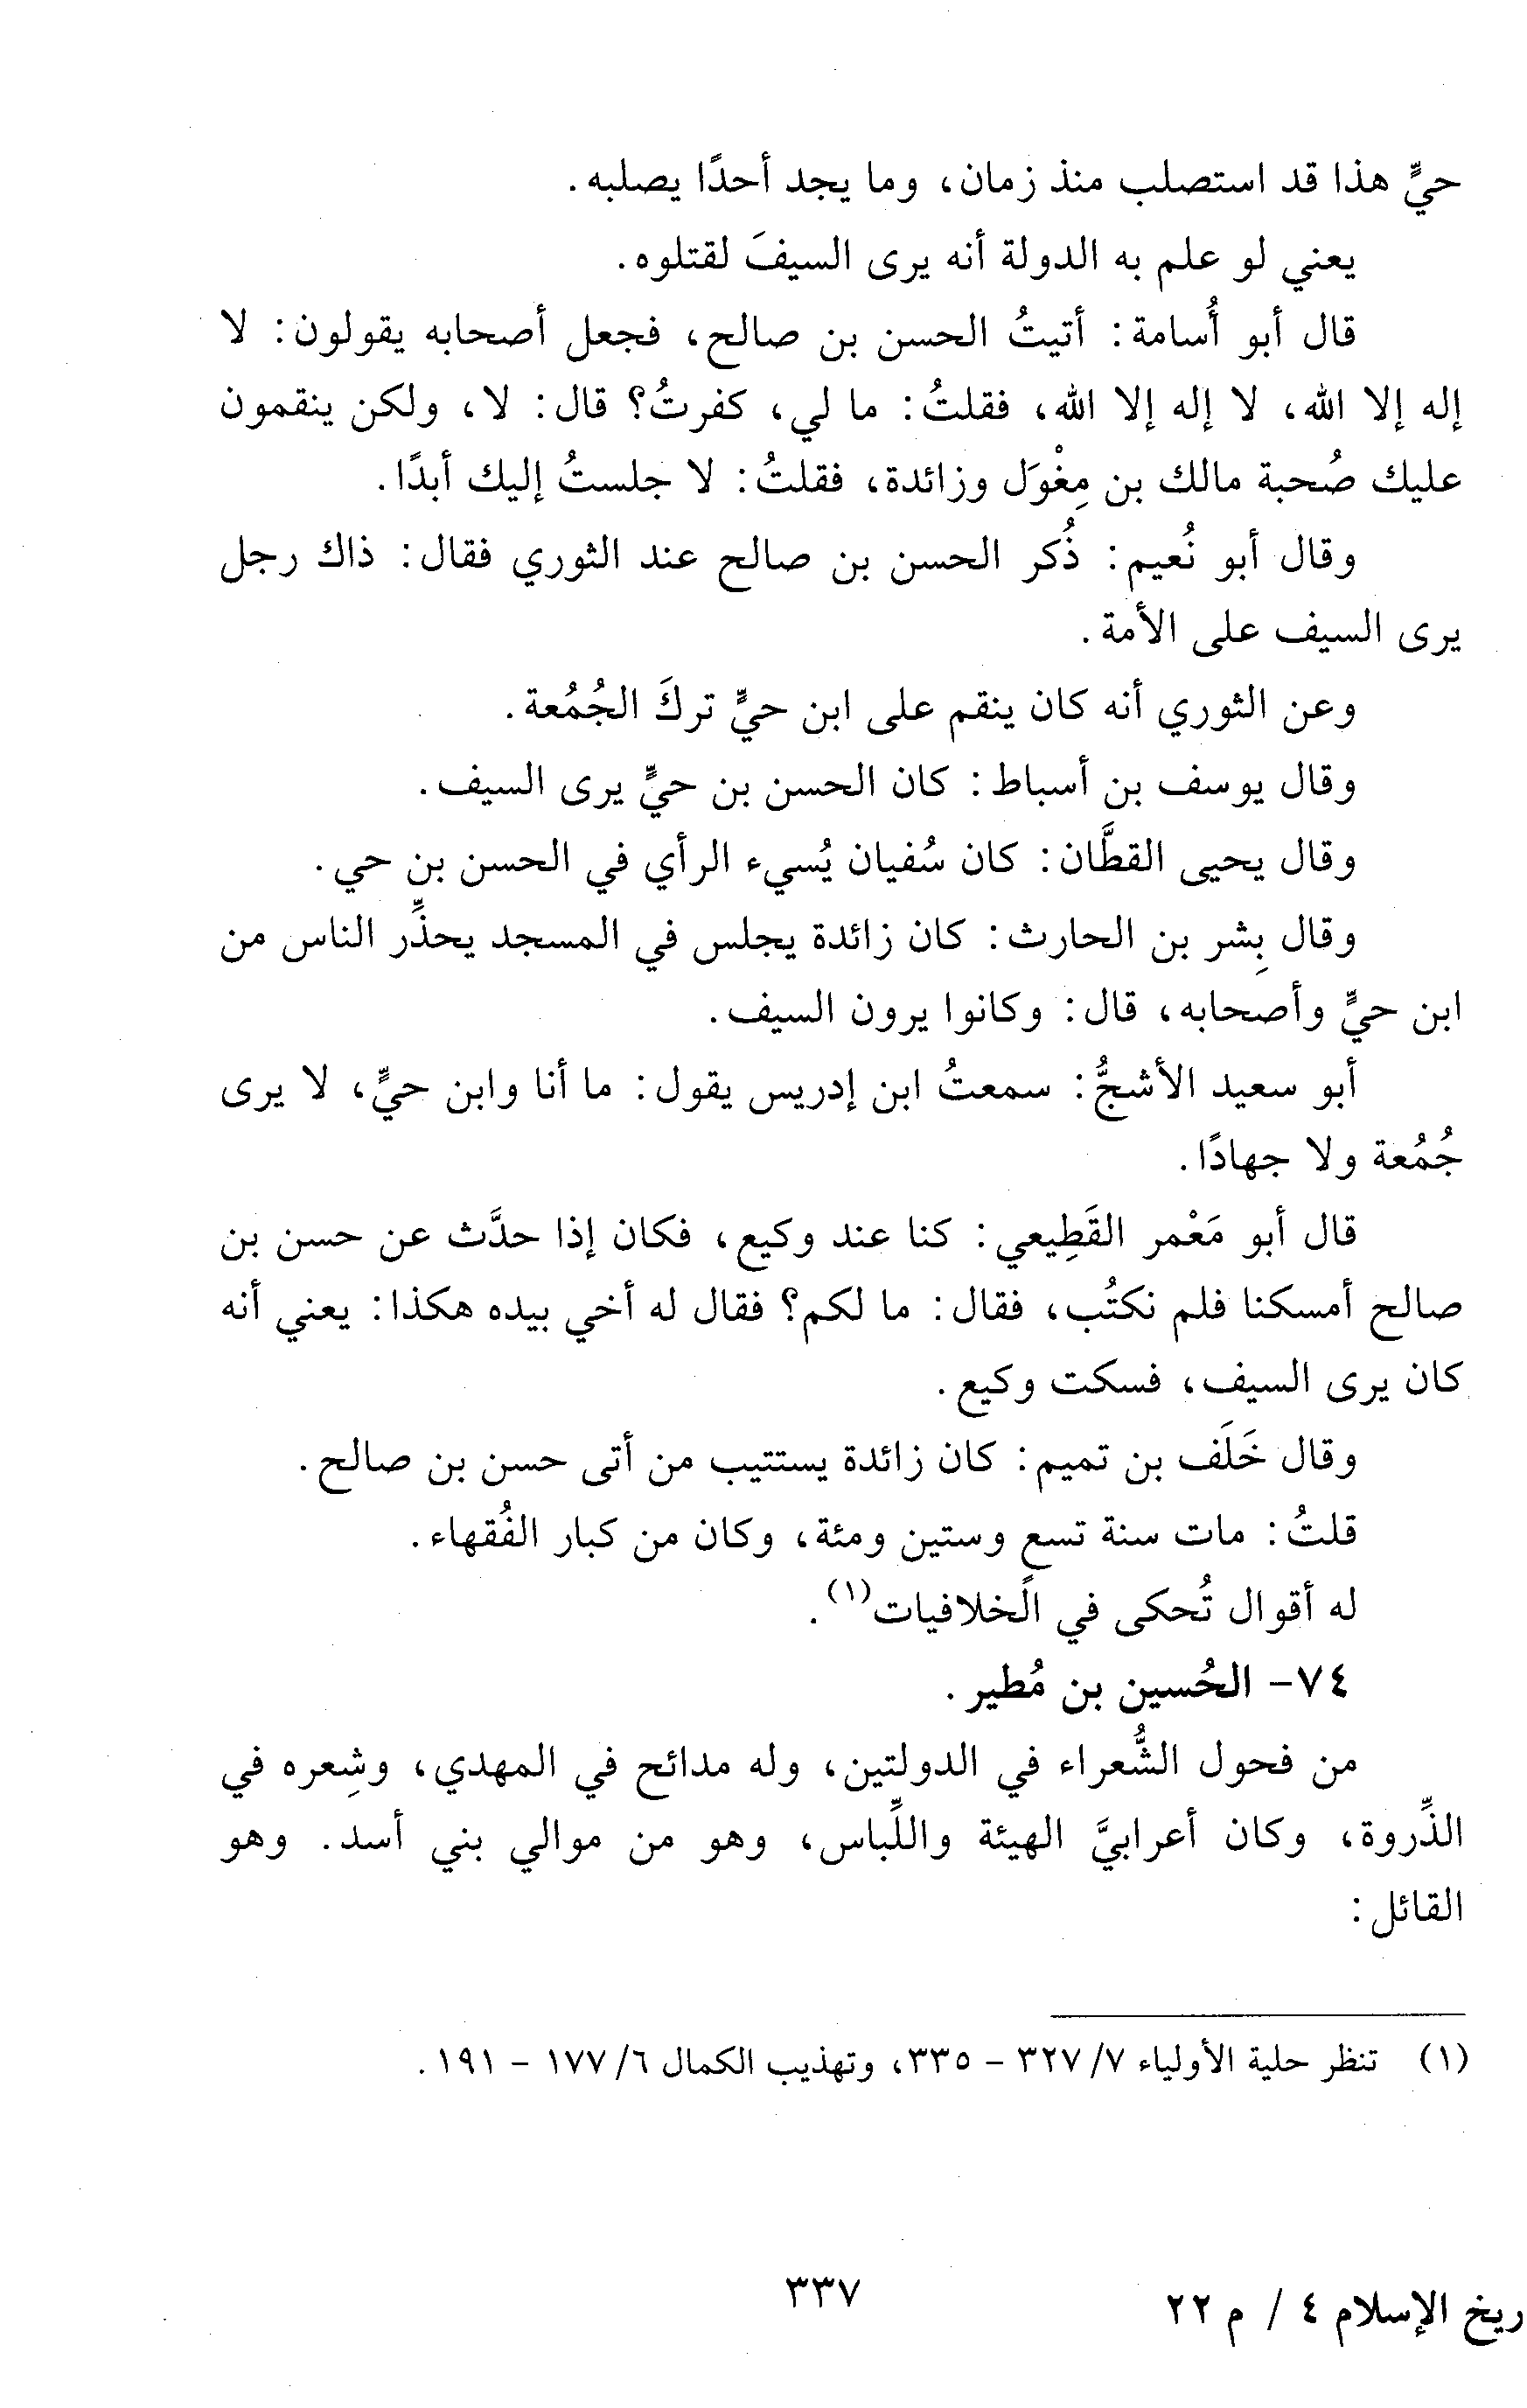 حيٍّ هذا قد استصلب منذ زمان، وما يجد أحدًا يصلبه.
يعني لو علم به الدولة أنه يرى السيفَ لقتلوه.
قال أبو أُسامة: أتيتُ الحسن بن صالح، فجعل أصحابه يقولون: لا
إله إلا الله، لا إله إلا الله، فقلتُ: ما لي، كفرتُ؟ قال: لا، ولكن ينقمون
عليك صُحبة مالك بن مِغْوَل وزائدة، فقلتُ: لا جلستُ إليك أبدًا.
وقال أبو نُعيم: ذُكر الحسن بن صالح عند الثوري فقال: ذاك رجل
يرى السيف على الأمة.
وعن الثوري أنه كان ينقم على ابن حيٍّ تركَ الجُمُعة.
وقال يوسف بن أسباط: كان الحسن بن حيٍّ يرى السيف.
وقال يحيى القطَّان: كان سُفيان يُسيء الرأي في الحسن بن حي.
وقال بِشر بن الحارث: كان زائدة يجلس في المسجد يحذِّر الناس من
ابن حيٍّ وأصحابه، قال: وكانوا يرون السيف.
أبو سعيد الأشجُّ: سمعتُ ابن إدريس يقول: ما أنا وابن حيٍّ، لا يرى
جُمُعة ولا جهادًا.
قال أبو مَعْمر القَطِيعي: كنا عند وكيع، فكان إذا حدَّث عن حسن بن
صالح أمسكنا فلم نكتُب، فقال: ما لكم؟ فقال له أخي بيده هكذا: يعني أنه
كان يرى السيف، فسكت وكيع.
وقال خَلَف بن تميم: كان زائدة يستتيب من أتى حسن بن صالح.
قلتُ: مات سنة تسع وستين ومئة، وكان من كبار الفُقهاء.
له أقوال تُحكى في الخلافيات(١).
٧٤- الحُسين بن مُطير.
من فحول الشُّعراء في الدولتين، وله مدائح في المهدي، وشِعره في
الذِّروة، وكان أعرابيَّ الهيئة واللِّباس، وهو من موالي بني أسد. وهو
القائل:
(١) تنظر حلية الأولياء ٧/ ٣٢٧ - ٣٣٥، وتهذيب الكمال ٦/ ١٧٧ - ١٩١.
٣٣٧
ريخ الإسلام ٤ / م ٢٢